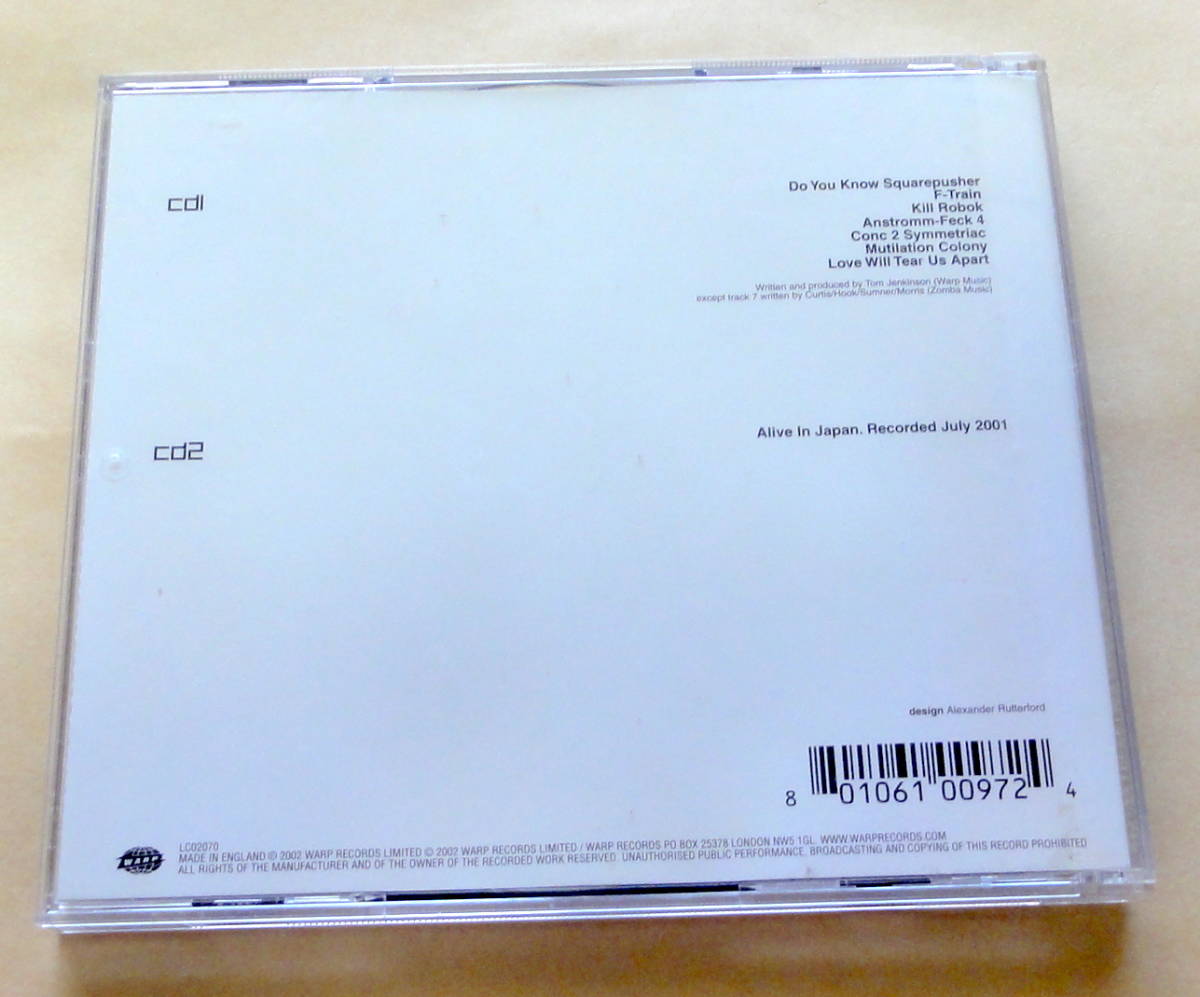 cd1
Do You Know Squarepusher
F-Train
Kill Robok
Anstromm-Feck 4
Conc 2 Symmetriac
Mutilation Colony
Love Will Tear Us Apart
Written and produced by Tom Jenkinson (Warp Music)
except track 7 written by Curtis/Hook/Sumner/Morris (Zomba Music)
cd2
Alive In Japan. Recorded July 2001
design Alexander Rutterford
8 01061 00972 4
WARP
LC02070
MADE IN ENGLAND ℗ 2002 WARP RECORDS LIMITED © 2002 WARP RECORDS LIMITED / WARP RECORDS PO BOX 25378 LONDON NW5 1GL. WWW.WARPRECORDS.COM
ALL RIGHTS OF THE MANUFACTURER AND OF THE OWNER OF THE RECORDED WORK RESERVED. UNAUTHORISED PUBLIC PERFORMANCE, BROADCASTING AND COPYING OF THIS RECORD PROHIBITED